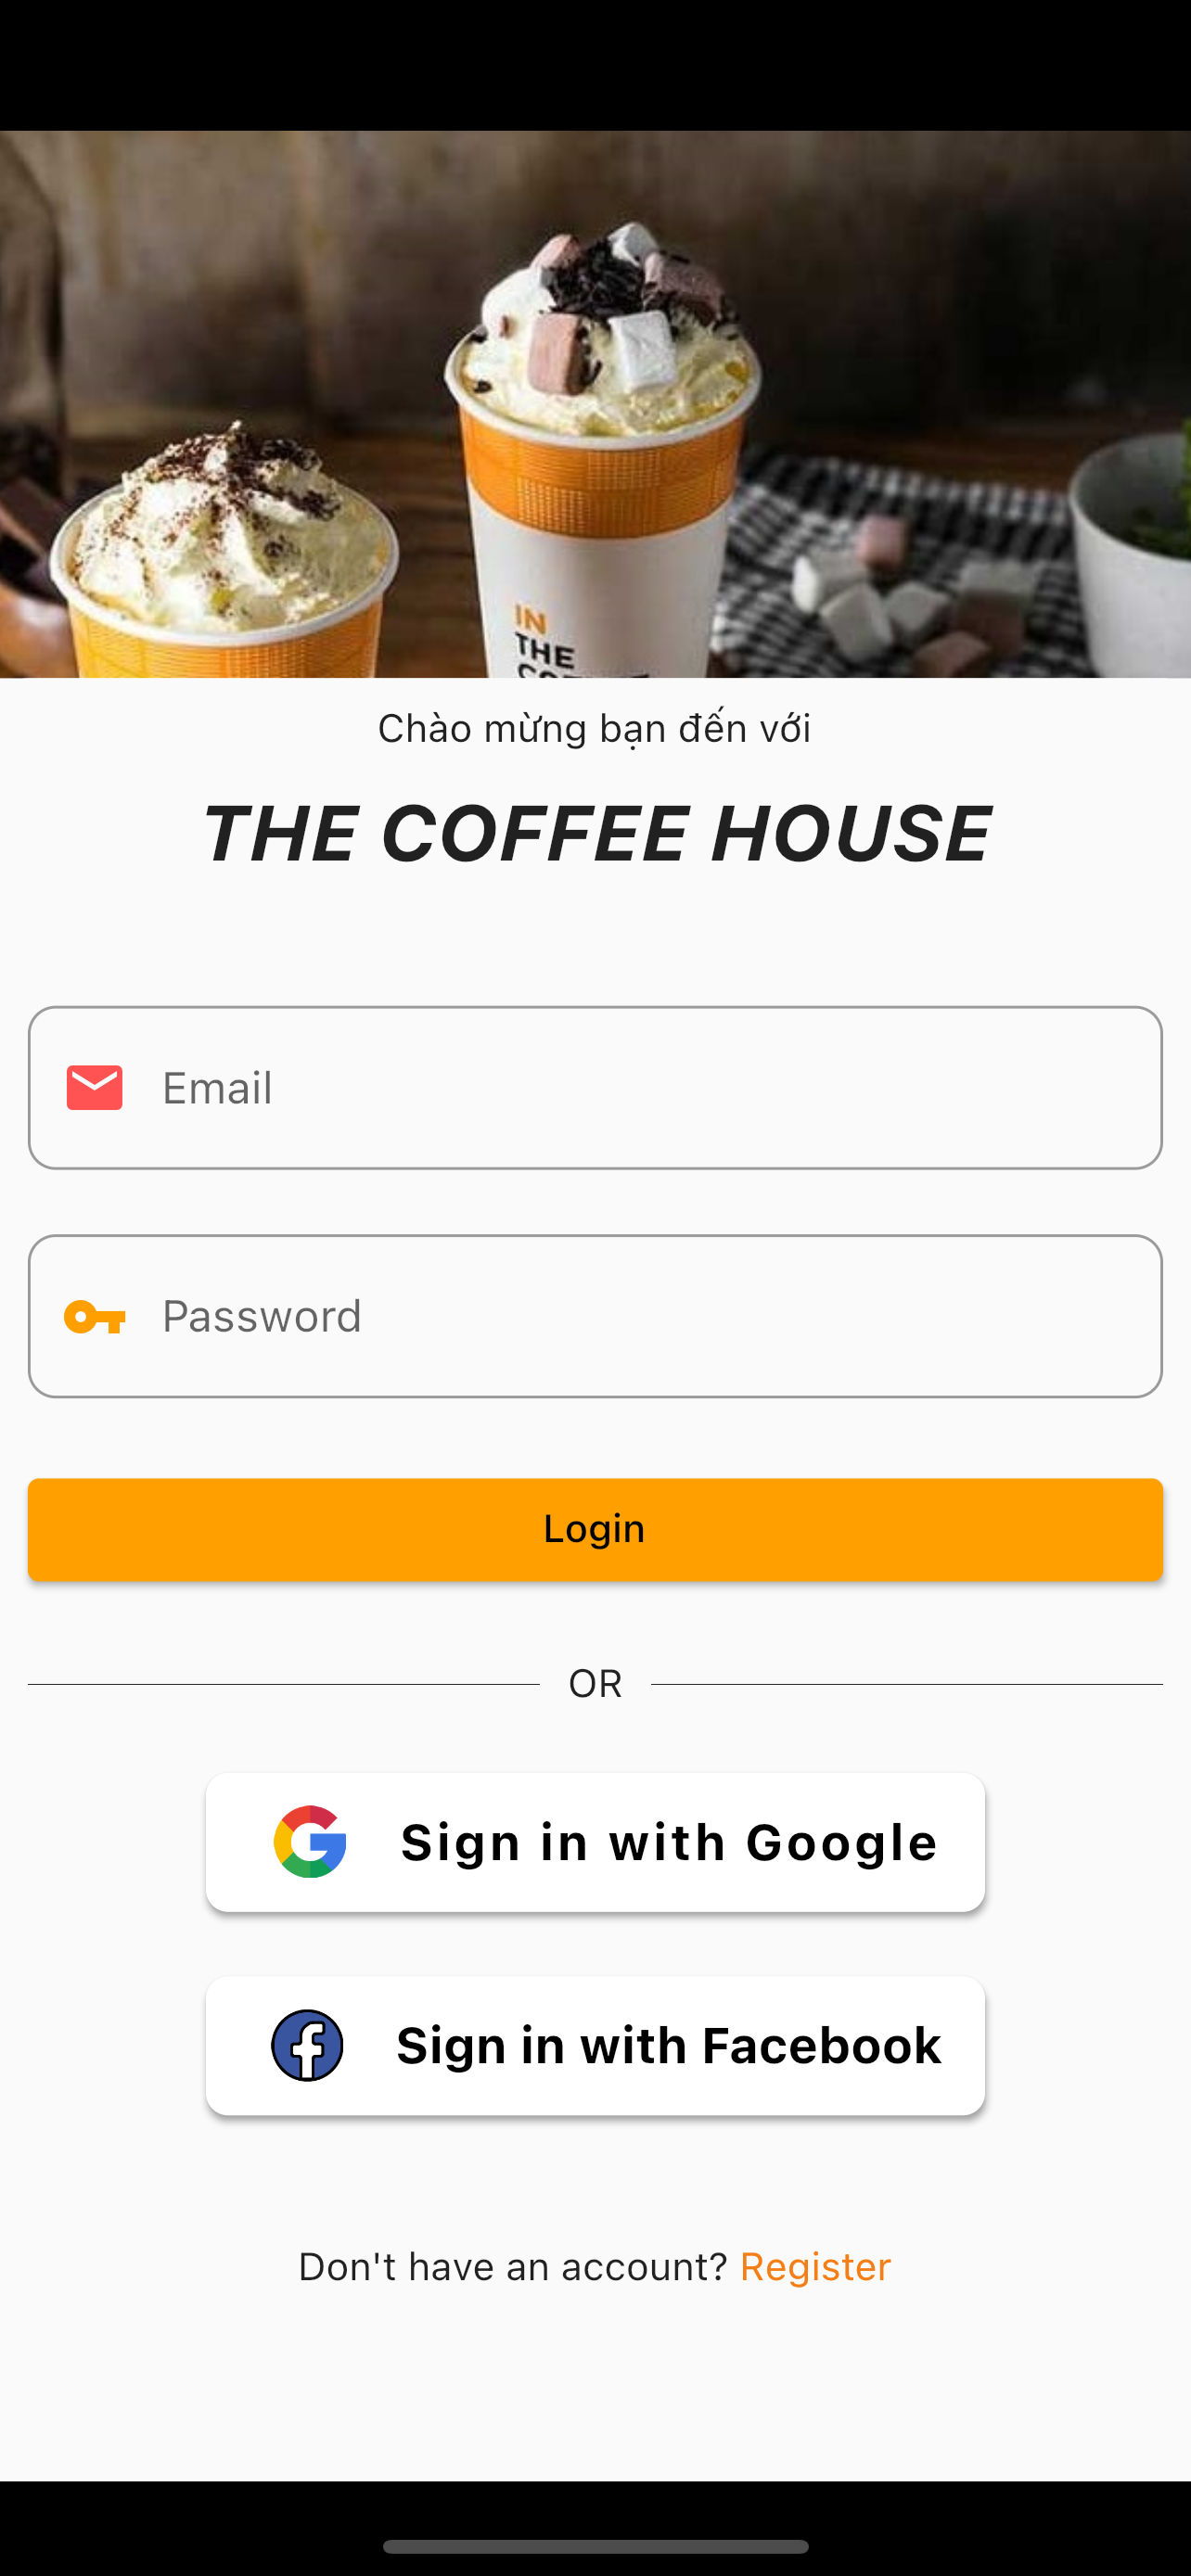 IN
THE
Chào mừng bạn đến với
THE COFFEE HOUSE
Email
Password
Login
OR
Sign in with Google
Sign in with Facebook
Don't have an account? Register